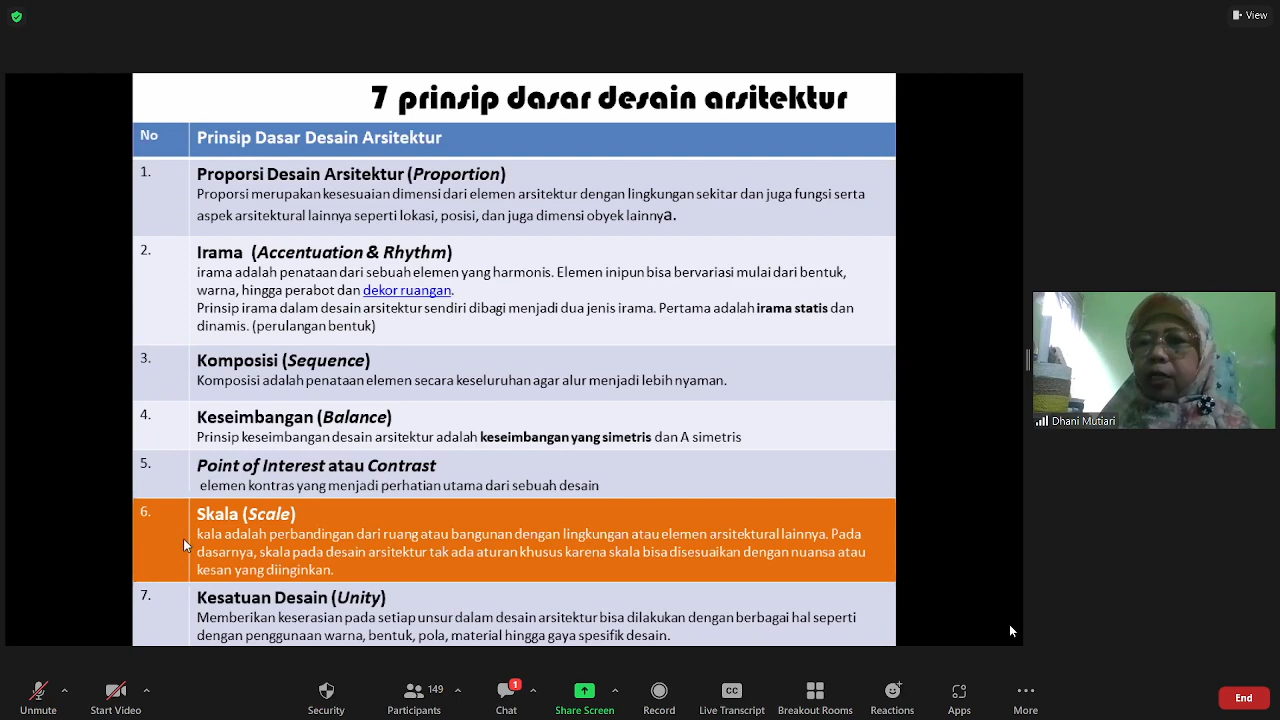 View
7 prinsip dasar desain arsitektur
No
Prinsip Dasar Desain Arsitektur
1.
Proporsi Desain Arsitektur (Proportion)
Proporsi merupakan kesesuaian dimensi dari elemen arsitektur dengan lingkungan sekitar dan juga fungsi serta
aspek arsitektural lainnya seperti lokasi, posisi, dan juga dimensi obyek lainnya.
2.
Irama (Accentuation & Rhythm)
irama adalah penataan dari sebuah elemen yang harmonis. Elemen inipun bisa bervariasi mulai dari bentuk,
warna, hingga perabot dan dekor ruangan.
Prinsip irama dalam desain arsitektur sendiri dibagi menjadi dua jenis irama. Pertama adalah irama statis dan
dinamis. (perulangan bentuk)
3.
Komposisi (Sequence)
Komposisi adalah penataan elemen secara keseluruhan agar alur menjadi lebih nyaman.
4.
Keseimbangan (Balance)
Prinsip keseimbangan desain arsitektur adalah keseimbangan yang simetris dan A simetris
5.
Point of Interest atau Contrast
elemen kontras yang menjadi perhatian utama dari sebuah desain
6.
Skala (Scale)
kala adalah perbandingan dari ruang atau bangunan dengan lingkungan atau elemen arsitektural lainnya. Pada
dasarnya, skala pada desain arsitektur tak ada aturan khusus karena skala bisa disesuaikan dengan nuansa atau
kesan yang diinginkan.
7.
Kesatuan Desain (Unity)
Memberikan keserasian pada setiap unsur dalam desain arsitektur bisa dilakukan dengan berbagai hal seperti
dengan penggunaan warna, bentuk, pola, material hingga gaya spesifik desain.
Dhani Mutiari
149
1
CC
Unmute
Start Video
Security
Participants
Chat
Share Screen
Record
Live Transcript
Breakout Rooms
Reactions
Apps
More
End